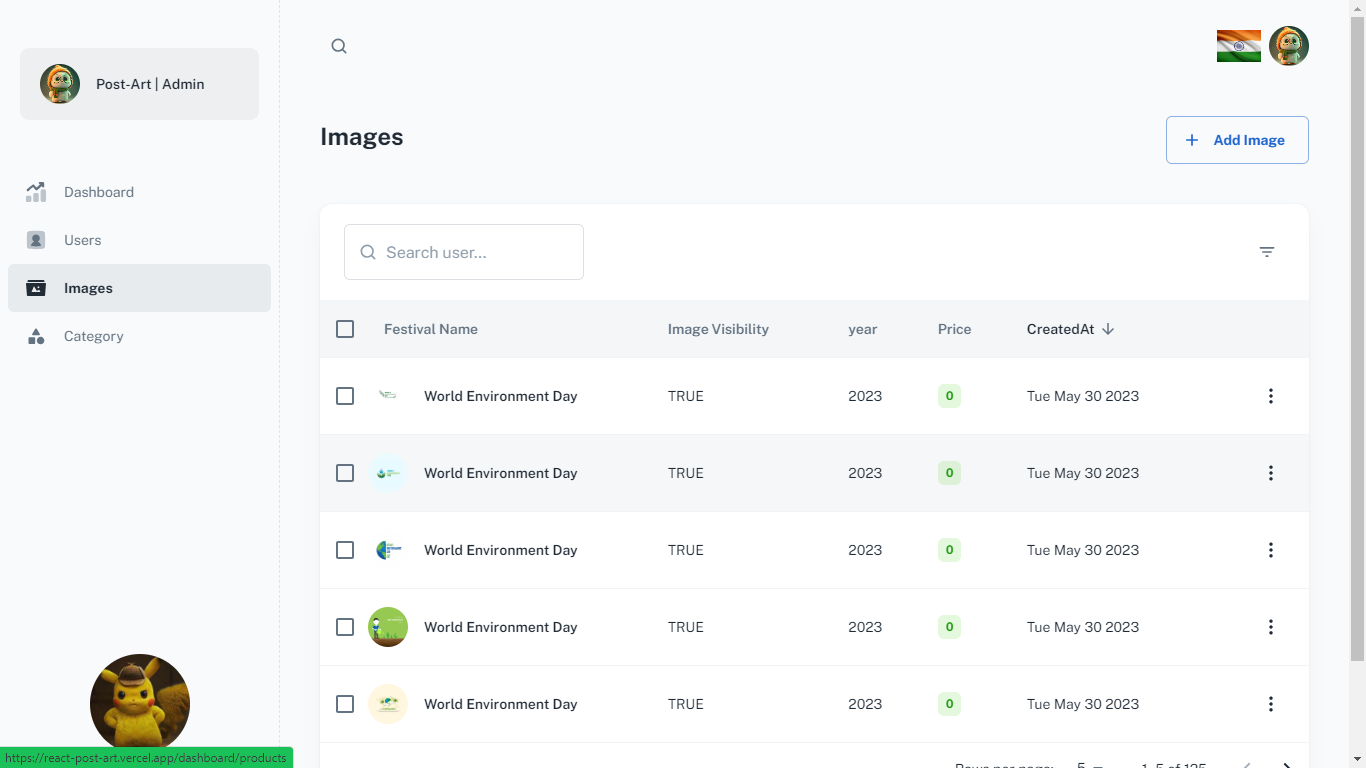 Post-Art | Admin
Images
Add Image
Dashboard
Users
Images
Category
Search user...
Festival Name Image Visibility year Price CreatedAt
World Environment Day TRUE 2023 0 Tue May 30 2023
World Environment Day TRUE 2023 0 Tue May 30 2023
World Environment Day TRUE 2023 0 Tue May 30 2023
World Environment Day TRUE 2023 0 Tue May 30 2023
World Environment Day TRUE 2023 0 Tue May 30 2023
Rows per page: 5 1–5 of 125
https://react-post-art.vercel.app/dashboard/products